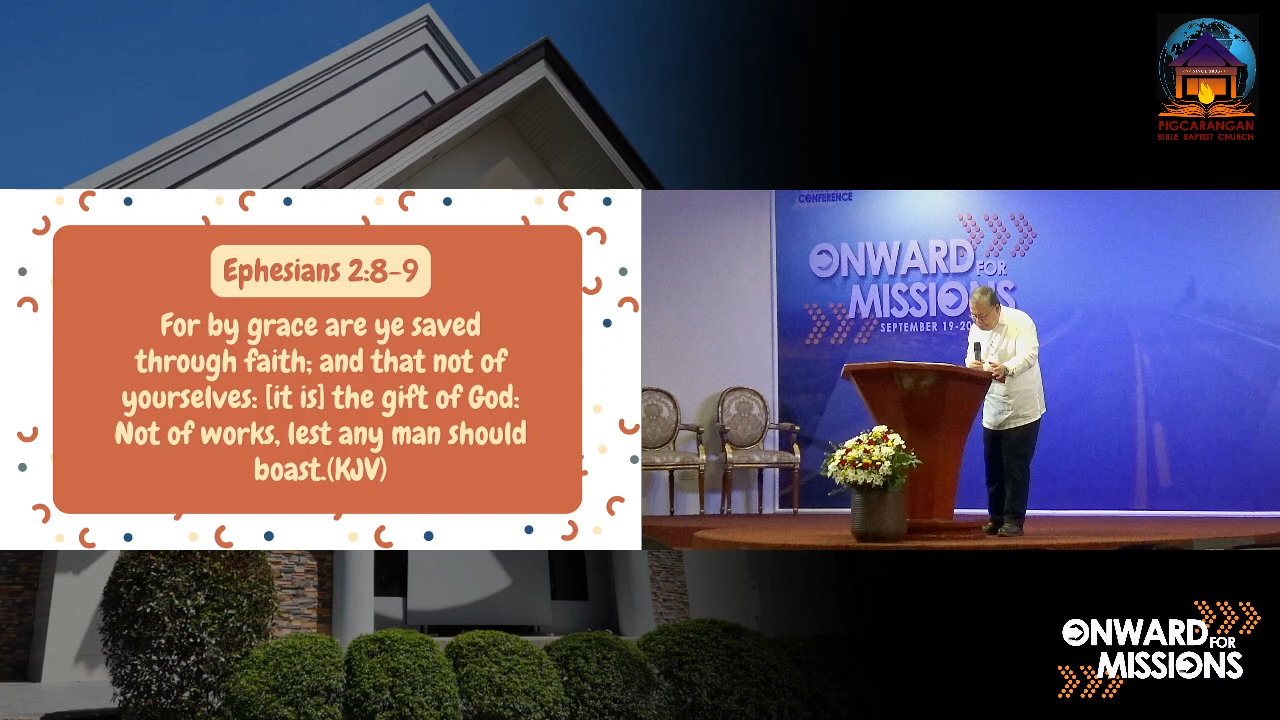 PIGCARANGAN
BIBLE BAPTIST CHURCH
Ephesians 2:8-9
For by grace are ye saved
through faith; and that not of
yourselves: [it is] the gift of God:
Not of works, lest any man should
boast.(KJV)
CONFERENCE
ONWARD
FOR
MISSIONS
SEPTEMBER 19-20
ONWARD
FOR
MISSIONS